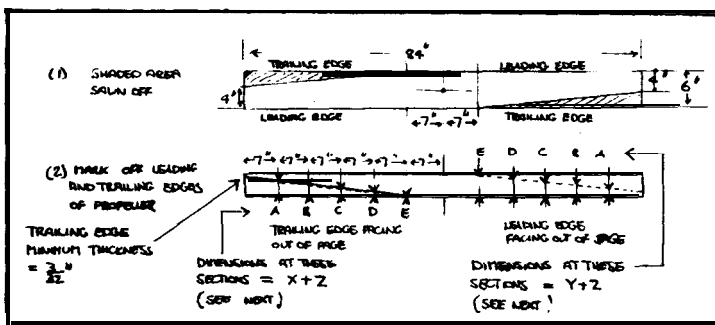 84"
TRAILING EDGE
LEADING EDGE
(1) SHADED AREA
SAWN OFF
4"
4"
6"
LEADING EDGE
7" 7"
TRAILING EDGE
7" 7" 7" 7" 7" 7"
E D C B A
(2) MARK OFF LEADING
AND TRAILING EDGES
OF PROPELLER
TRAILING EDGE
MINIMUM THICKNESS
= 3/32"
A B C D E
TRAILING EDGE FACING
OUT OF PAGE
LEADING EDGE
FACING OUT OF PAGE
DIMENSIONS AT THESE
SECTIONS = X+Z
(SEE NEXT)
DIMENSIONS AT THESE
SECTIONS = Y+Z
(SEE NEXT)